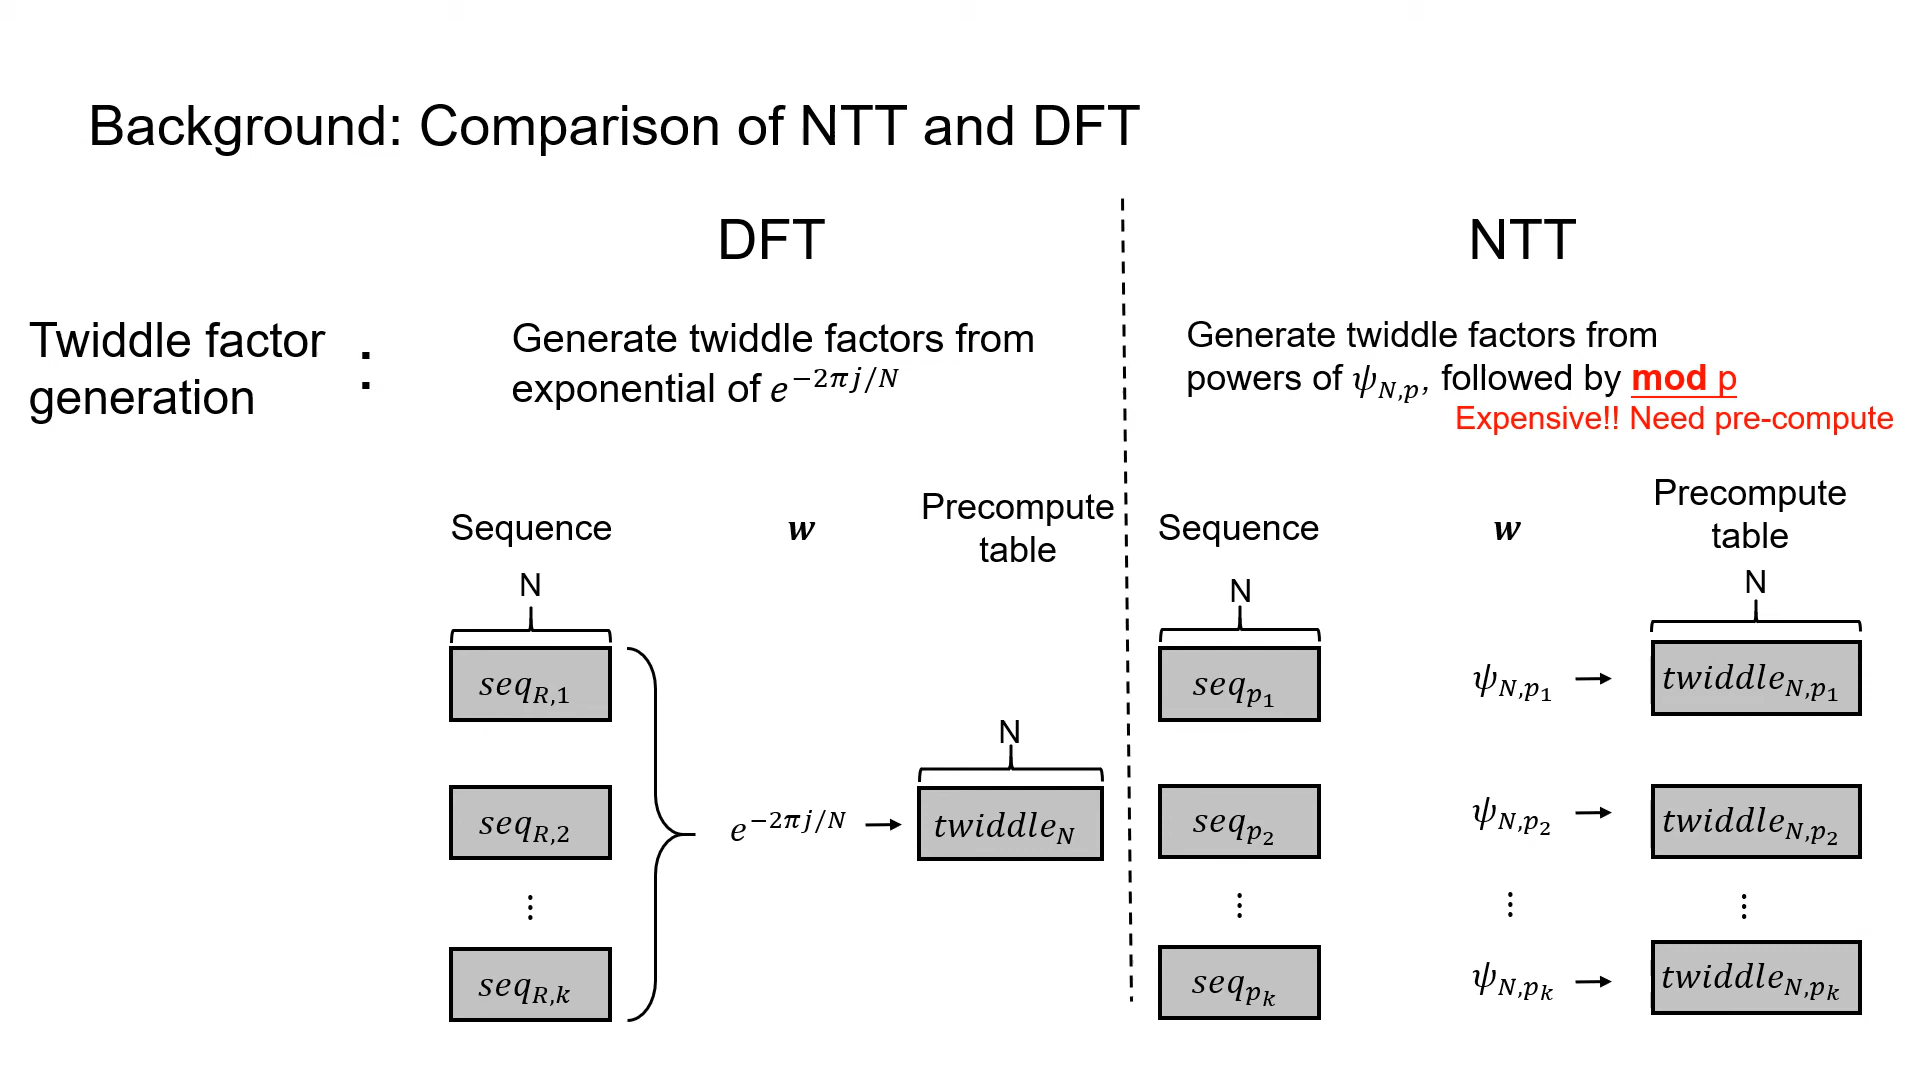 Background: Comparison of NTT and DFT
DFT
NTT
Twiddle factor
generation
:
Generate twiddle factors from
exponential of e^{-2πj/N}
Generate twiddle factors from
powers of ψ_{N,p}, followed by mod p
Expensive!! Need pre-compute
Sequence
w
Precompute
table
N
seq_{R,1}
seq_{R,2}
⋮
seq_{R,k}
e^{-2πj/N} →
N
twiddle_N
Sequence
w
Precompute
table
N
N
seq_{p_1}
ψ_{N,p_1} →
twiddle_{N,p_1}
seq_{p_2}
ψ_{N,p_2} →
twiddle_{N,p_2}
⋮
⋮
⋮
seq_{p_k}
ψ_{N,p_k} →
twiddle_{N,p_k}